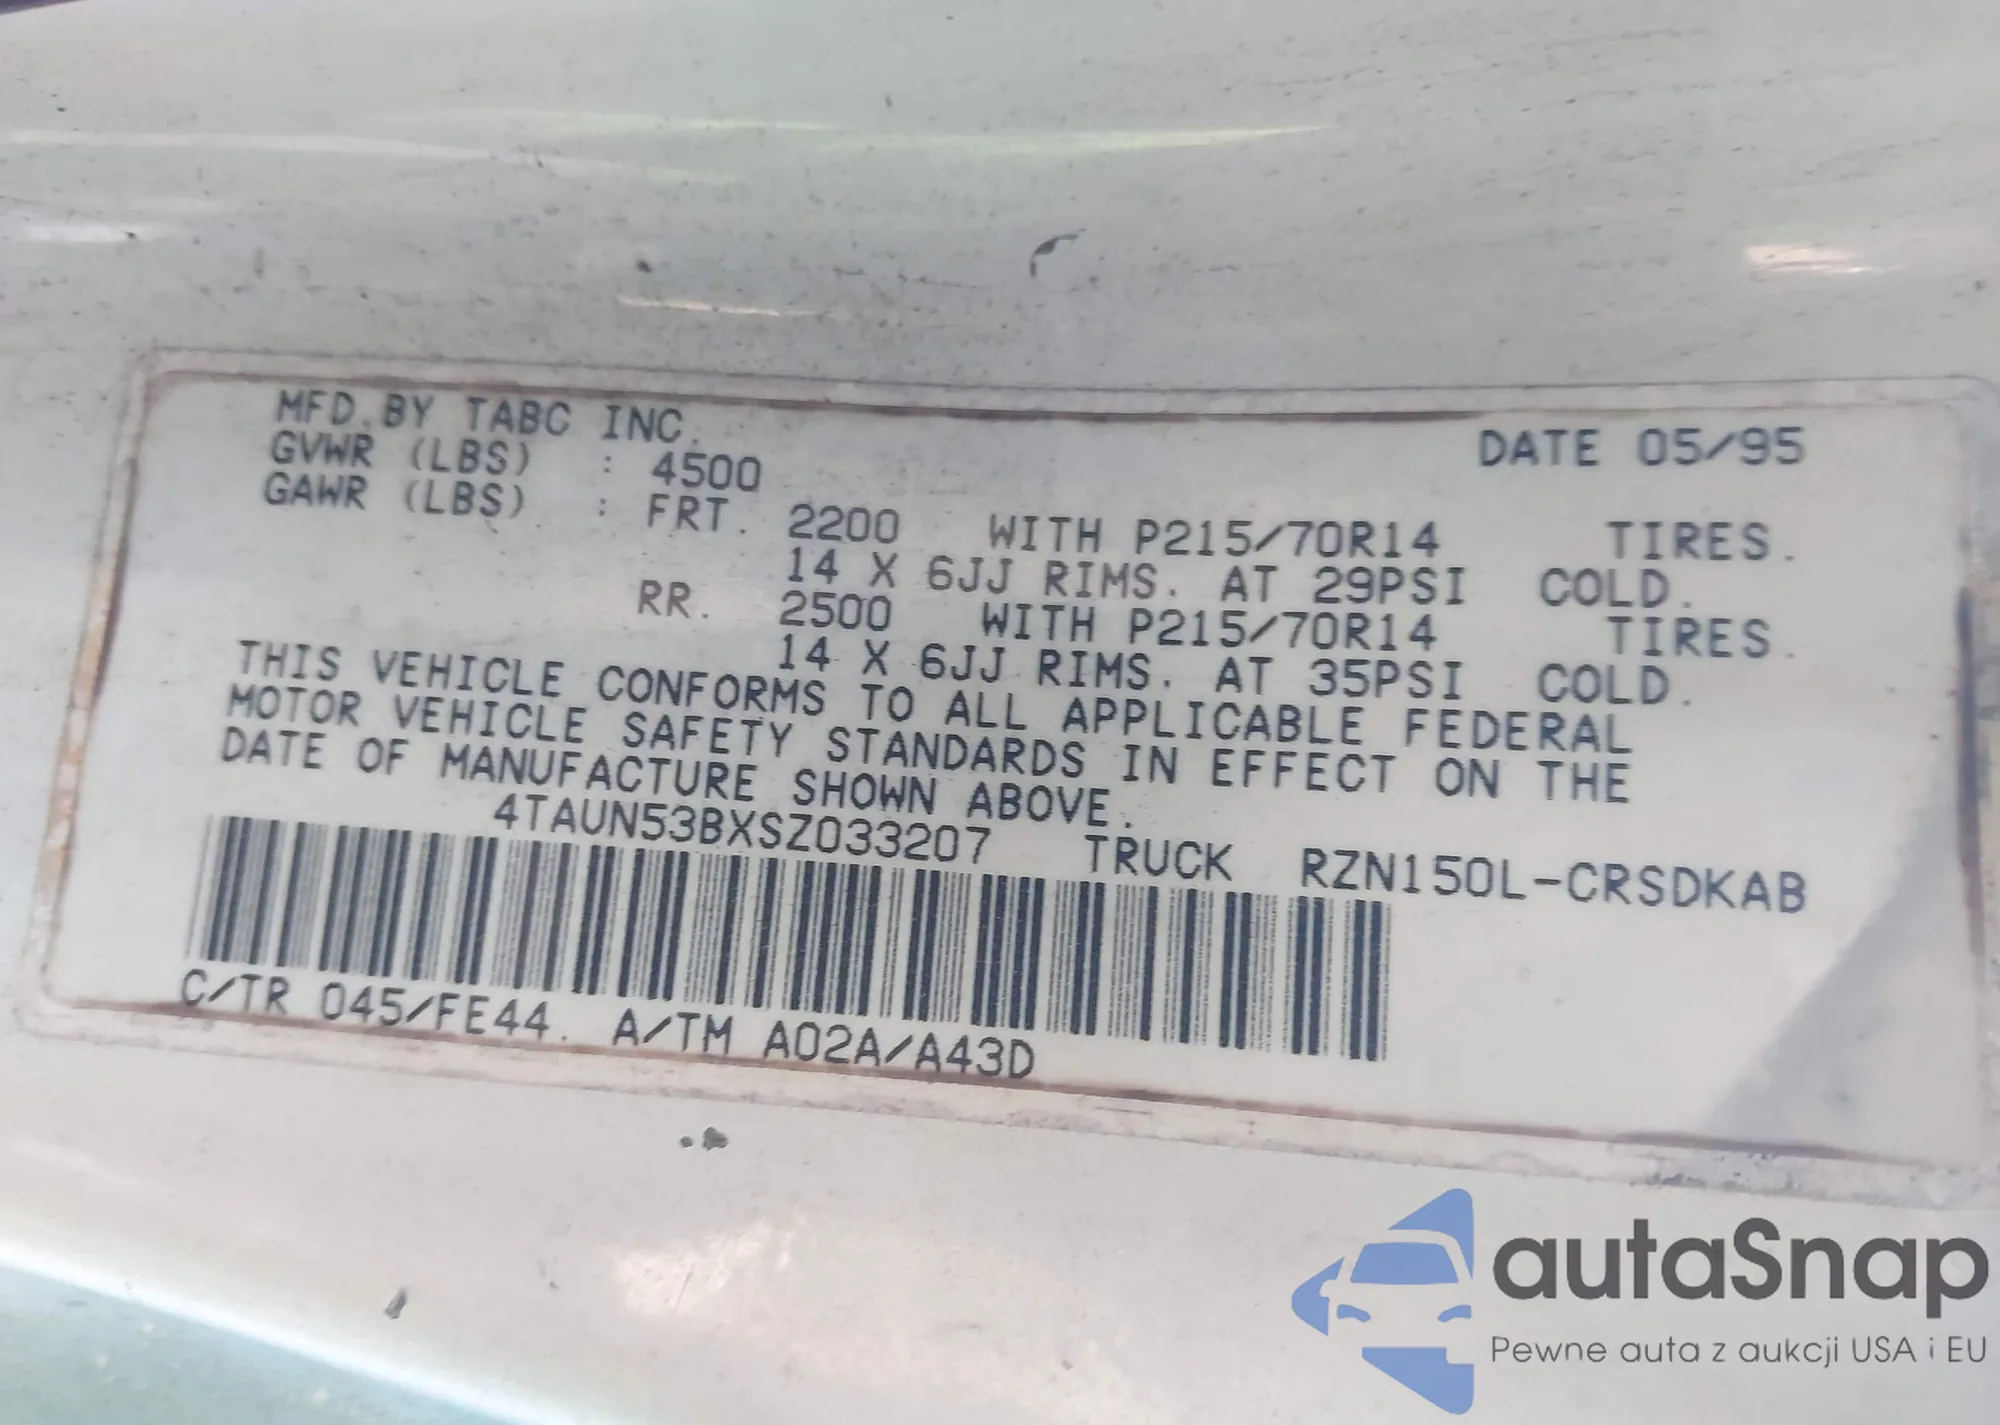 MFD.BY TABC INC. DATE 05/95
GVWR (LBS) : 4500
GAWR (LBS) : FRT. 2200 WITH P215/70R14 TIRES.
14 X 6JJ RIMS. AT 29PSI COLD.
RR. 2500 WITH P215/70R14 TIRES.
14 X 6JJ RIMS. AT 35PSI COLD.
THIS VEHICLE CONFORMS TO ALL APPLICABLE FEDERAL
MOTOR VEHICLE SAFETY STANDARDS IN EFFECT ON THE
DATE OF MANUFACTURE SHOWN ABOVE.
4TAUN53BXSZ033207 TRUCK RZN150L-CRSDKAB
C/TR 045/FE44. A/TM A02A/A43D
autaSnap
Pewne auta z aukcji USA i EU